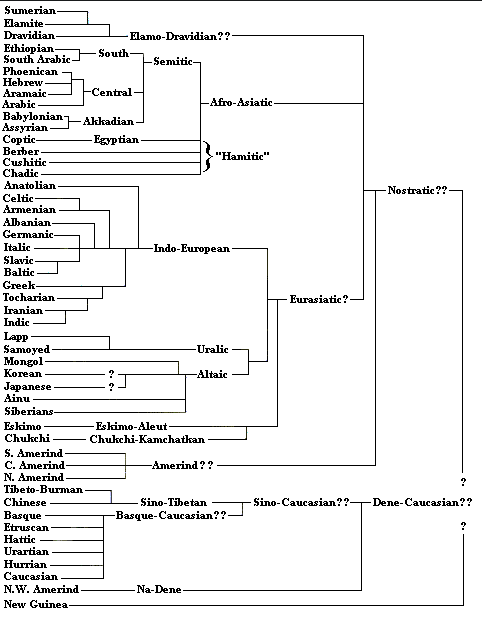 Sumerian
Elamite
Dravidian Elamo-Dravidian??
Ethiopian South
South Arabic Semitic
Phoenican
Hebrew
Aramaic Central
Arabic Afro-Asiatic
Babylonian Akkadian
Assyrian
Coptic Egyptian
Berber "Hamitic"
Cushitic
Chadic
Anatolian Nostratic??
Celtic
Armenian
Albanian
Germanic
Italic Indo-European
Slavic
Baltic
Greek
Tocharian Eurasiatic?
Iranian
Indic
Lapp
Samoyed Uralic
Mongol
Korean ? Altaic
Japanese ?
Ainu
Siberians
Eskimo Eskimo-Aleut
Chukchi Chukchi-Kamchatkan
S. Amerind
C. Amerind Amerind??
N. Amerind ?
Tibeto-Burman
Chinese Sino-Tibetan Sino-Caucasian?? Dene-Caucasian??
Basque Basque-Caucasian??
Etruscan ?
Hattic
Urartian
Hurrian
Caucasian
N.W. Amerind Na-Dene
New Guinea